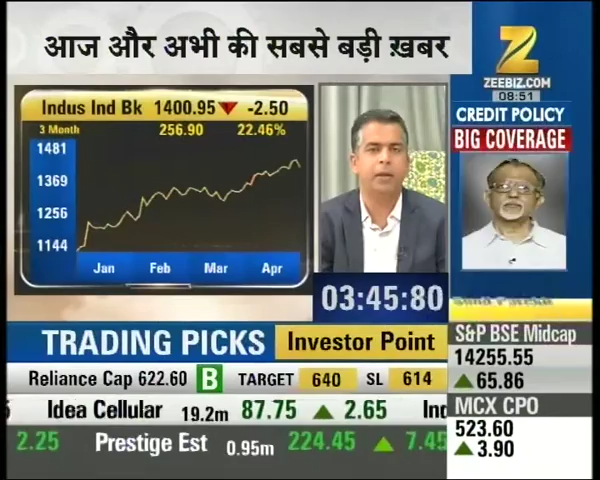 आज और अभी की सबसे बड़ी ख़बर
ZEEBIZ.COM
08:51
Indus Ind Bk 1400.95 -2.50
3 Month 256.90 22.46%
1481
1369
1256
1144
Jan Feb Mar Apr
CREDIT POLICY
BIG COVERAGE
03:45:80
TRADING PICKS Investor Point
Reliance Cap 622.60 B TARGET 640 SL 614
Idea Cellular 19.2m 87.75 2.65
2.25 Prestige Est 0.95m 224.45 7.45
S&P BSE Midcap
14255.55
65.86
MCX CPO
523.60
3.90